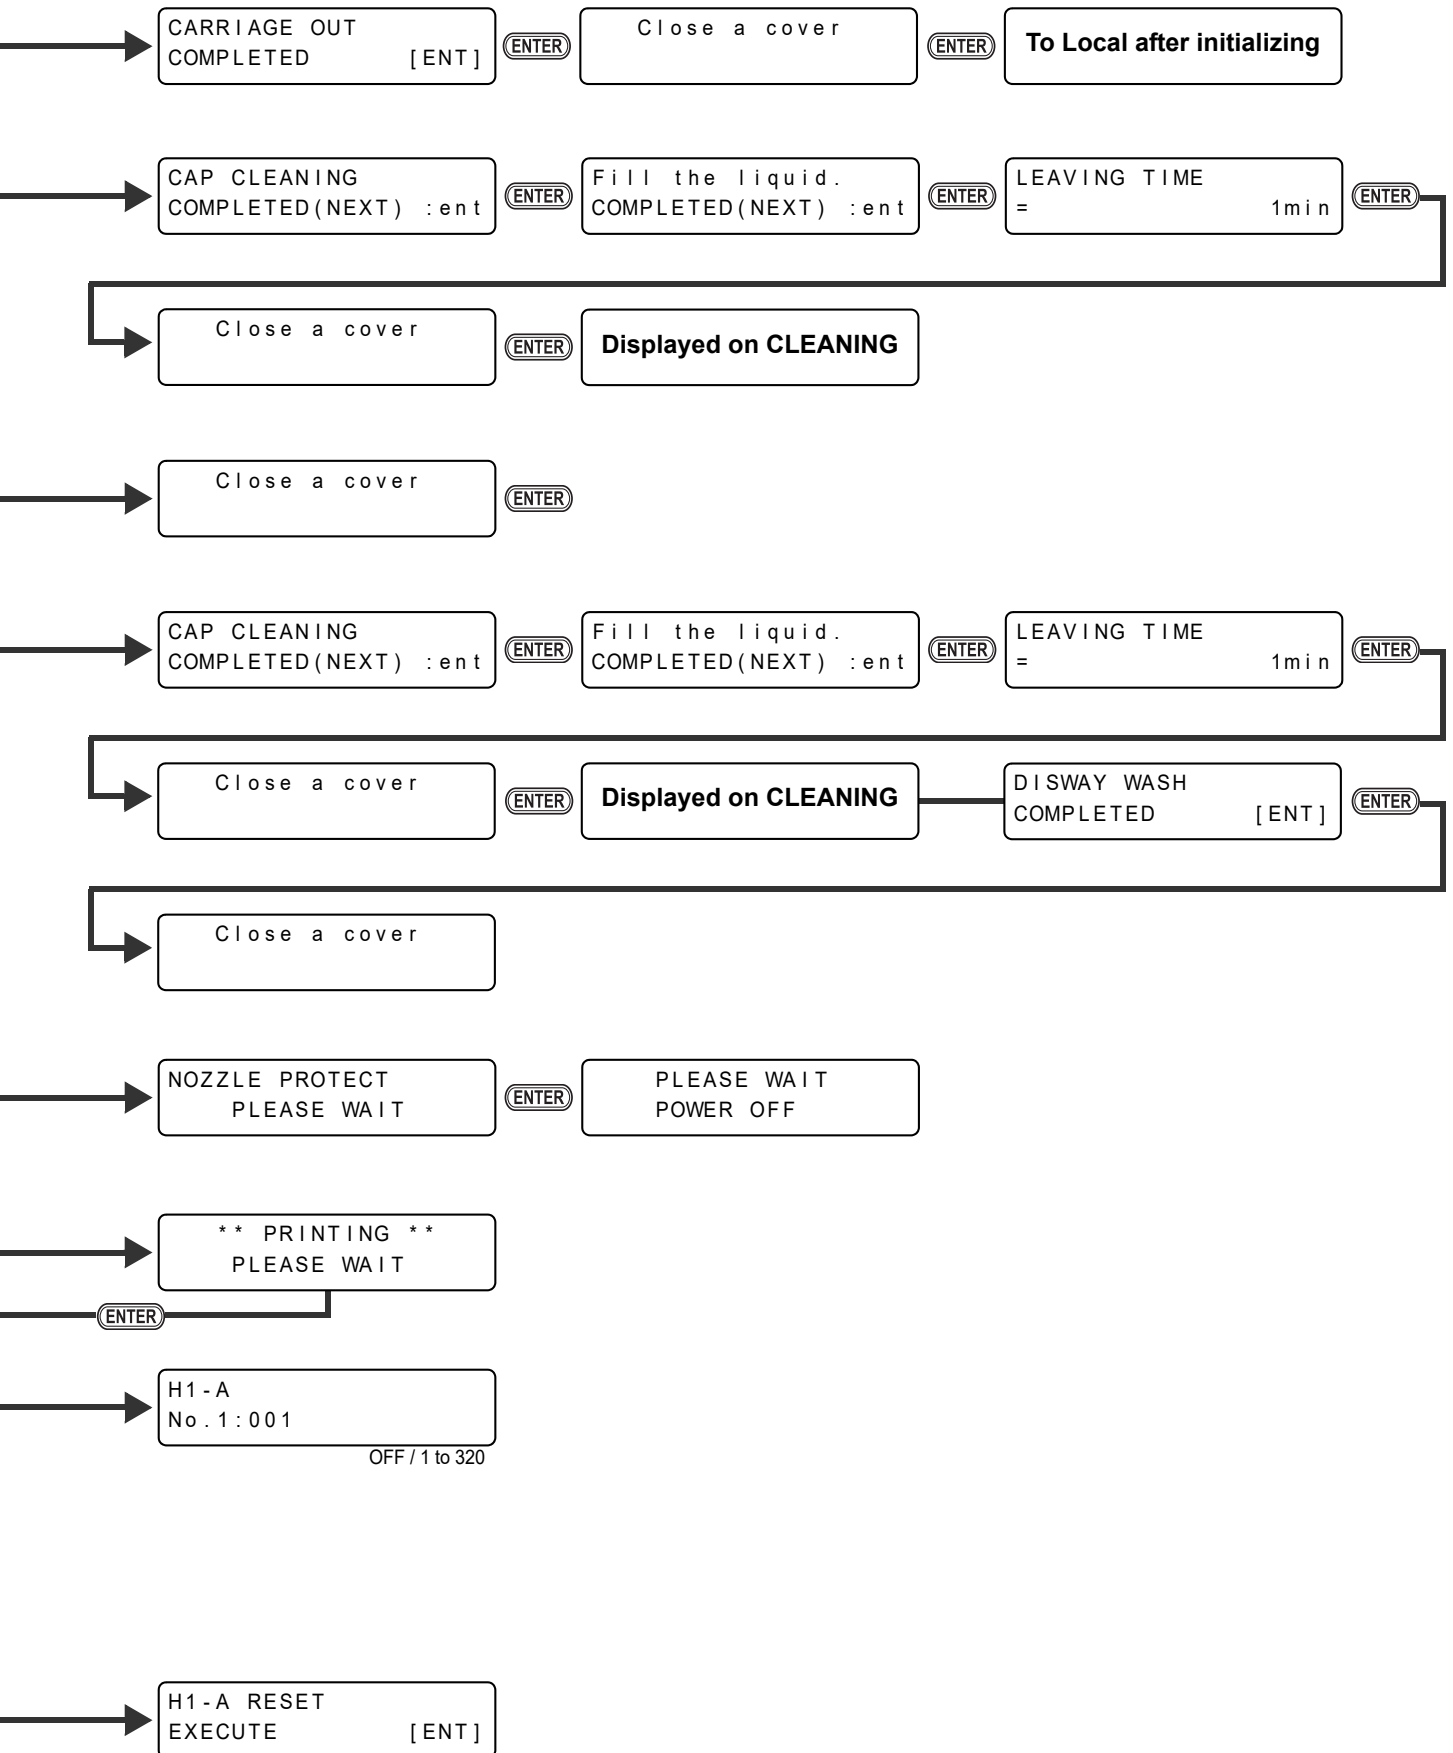 CARRIAGE OUT
COMPLETED [ENT]
ENTER
Close a cover
ENTER
To Local after initializing
CAP CLEANING
COMPLETED(NEXT) :ent
ENTER
Fill the liquid.
COMPLETED(NEXT) :ent
ENTER
LEAVING TIME
= 1min
ENTER
Close a cover
ENTER
Displayed on CLEANING
Close a cover
ENTER
CAP CLEANING
COMPLETED(NEXT) :ent
ENTER
Fill the liquid.
COMPLETED(NEXT) :ent
ENTER
LEAVING TIME
= 1min
ENTER
Close a cover
ENTER
Displayed on CLEANING
DISWAY WASH
COMPLETED [ENT]
ENTER
Close a cover
NOZZLE PROTECT
PLEASE WAIT
ENTER
PLEASE WAIT
POWER OFF
** PRINTING **
PLEASE WAIT
ENTER
H1-A
No.1:001
OFF / 1 to 320
H1-A RESET
EXECUTE [ENT]